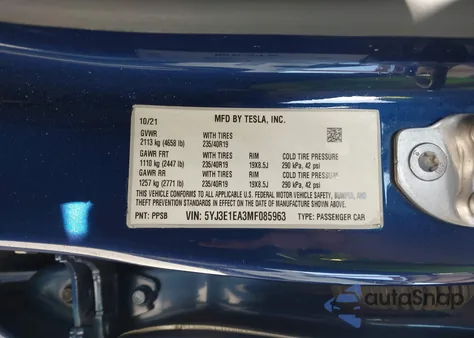 10/21 MFD BY TESLA, INC.
GVWR WITH TIRES
2113 kg (4658 lb) 235/40R19
GAWR FRT WITH TIRES RIM COLD TIRE PRESSURE
1110 kg (2447 lb) 235/40R19 19X8.5J 290 kPa, 42 psi
GAWR RR WITH TIRES RIM COLD TIRE PRESSURE
1257 kg (2771 lb) 235/40R19 19X8.5J 290 kPa, 42 psi
THIS VEHICLE CONFORMS TO ALL APPLICABLE U.S. FEDERAL MOTOR VEHICLE SAFETY, BUMPER, AND
THEFT PREVENTION STANDARDS IN EFFECT ON THE DATE OF MANUFACTURE SHOWN ABOVE.
PNT: PPSB VIN: 5YJ3E1EA3MF085963 TYPE: PASSENGER CAR
autoSnap